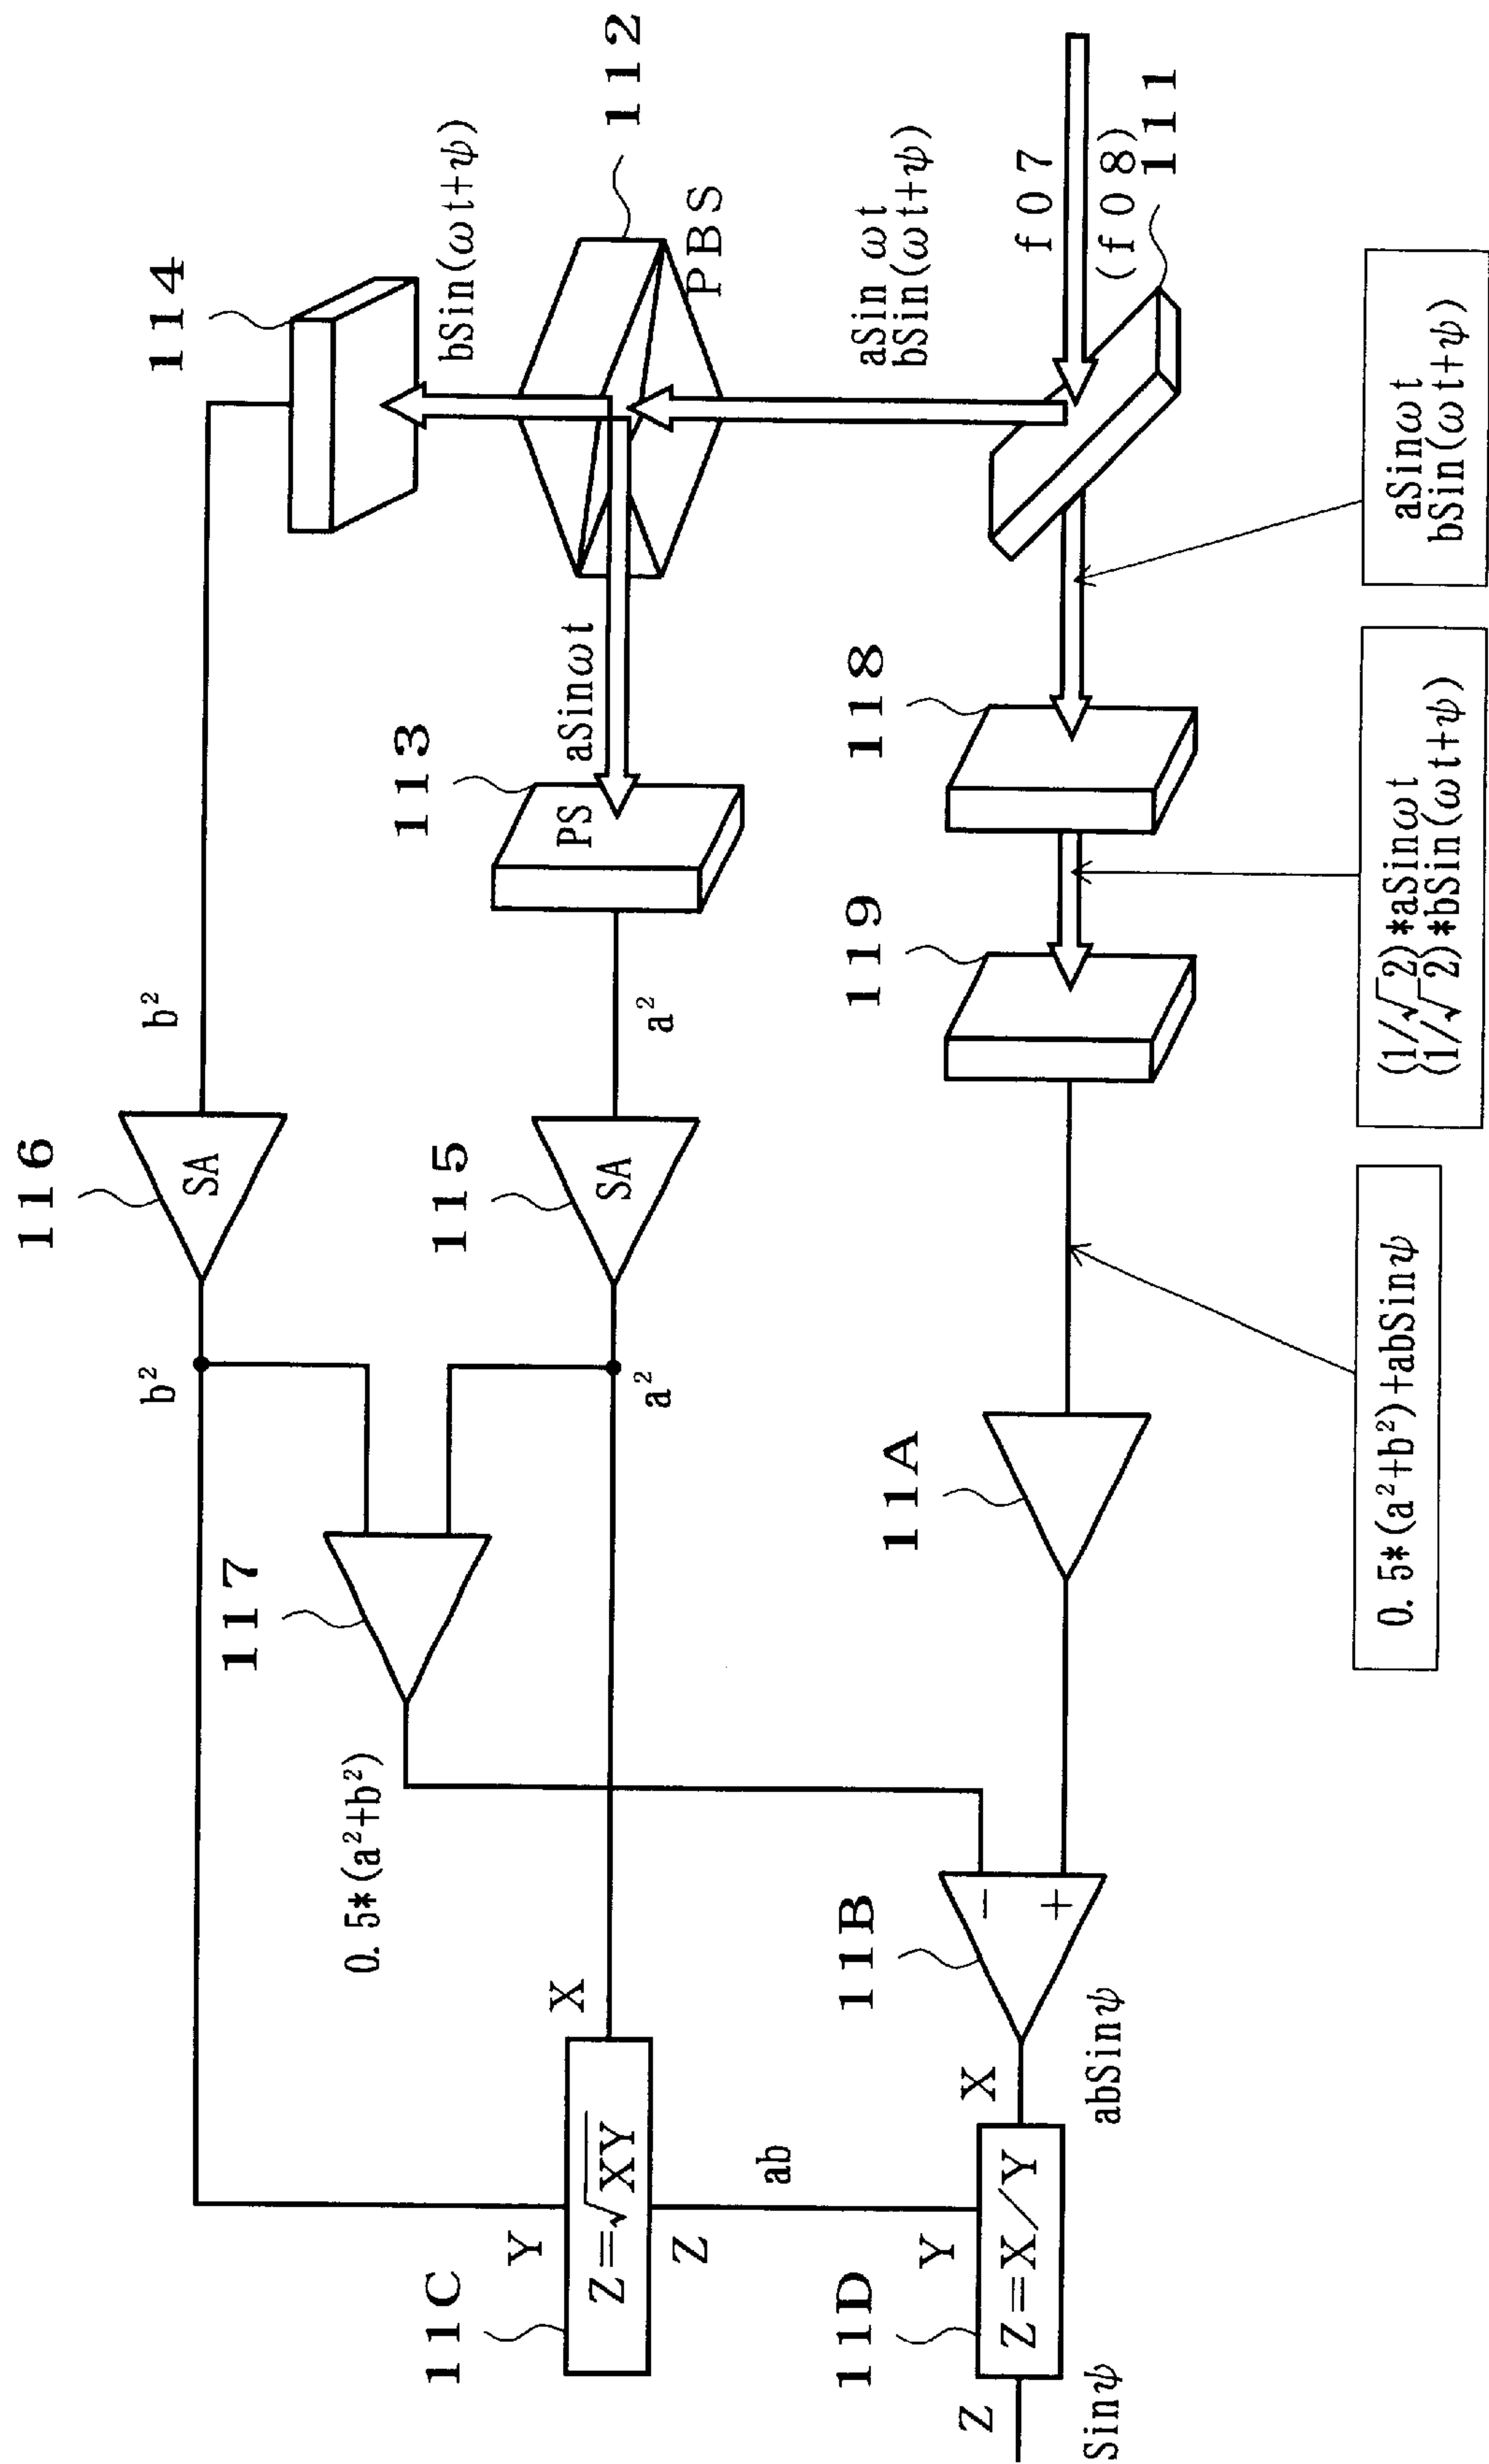 114
bSin(ωt+ψ)
112
PBS
aSin ωt
bSin(ωt+ψ)
f07
(f08)
111
113
PS
aSinωt
118
119
aSinωt
bSin(ωt+ψ)
(1/√2)*aSinωt
(1/√2)*bSin(ωt+ψ)
b²
116
SA
b²
a²
115
SA
a²
117
0.5*(a²+b²)
11A
0.5*(a²+b²)+abSinψ
11B
−
+
abSinψ
11C
X
Y
Z=√XY
Z
ab
11D
X
Y
Z=X/Y
Z
Sinψ